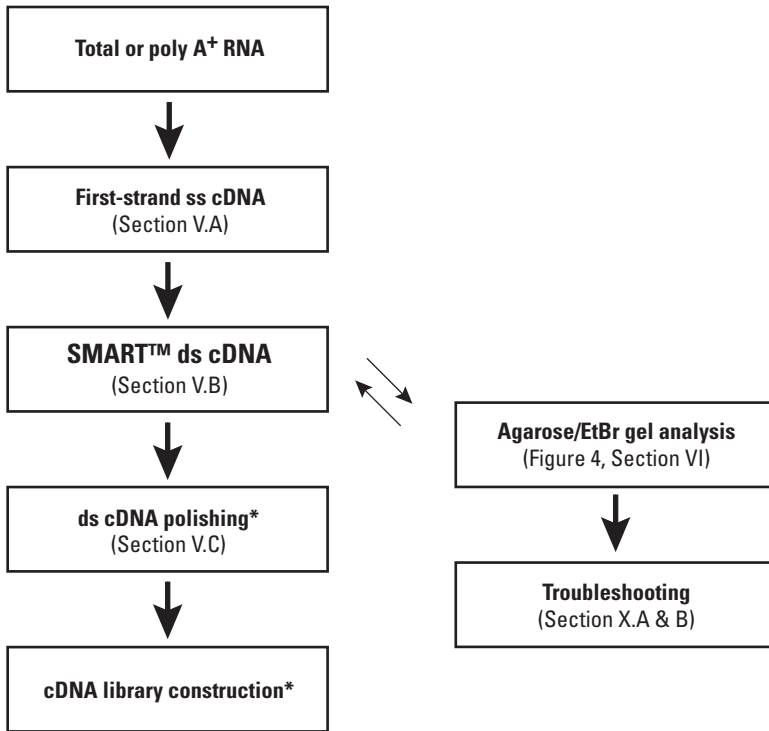 Total or poly A⁺ RNA
First-strand ss cDNA
(Section V.A)
SMART™ ds cDNA
(Section V.B)
Agarose/EtBr gel analysis
(Figure 4, Section VI)
ds cDNA polishing*
(Section V.C)
Troubleshooting
(Section X.A & B)
cDNA library construction*